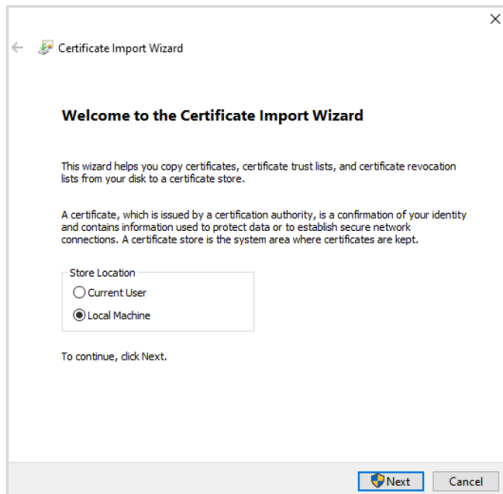 Certificate Import Wizard
Welcome to the Certificate Import Wizard
This wizard helps you copy certificates, certificate trust lists, and certificate revocation
lists from your disk to a certificate store.
A certificate, which is issued by a certification authority, is a confirmation of your identity
and contains information used to protect data or to establish secure network
connections. A certificate store is the system area where certificates are kept.
Store Location
Current User
Local Machine
To continue, click Next.
Next Cancel